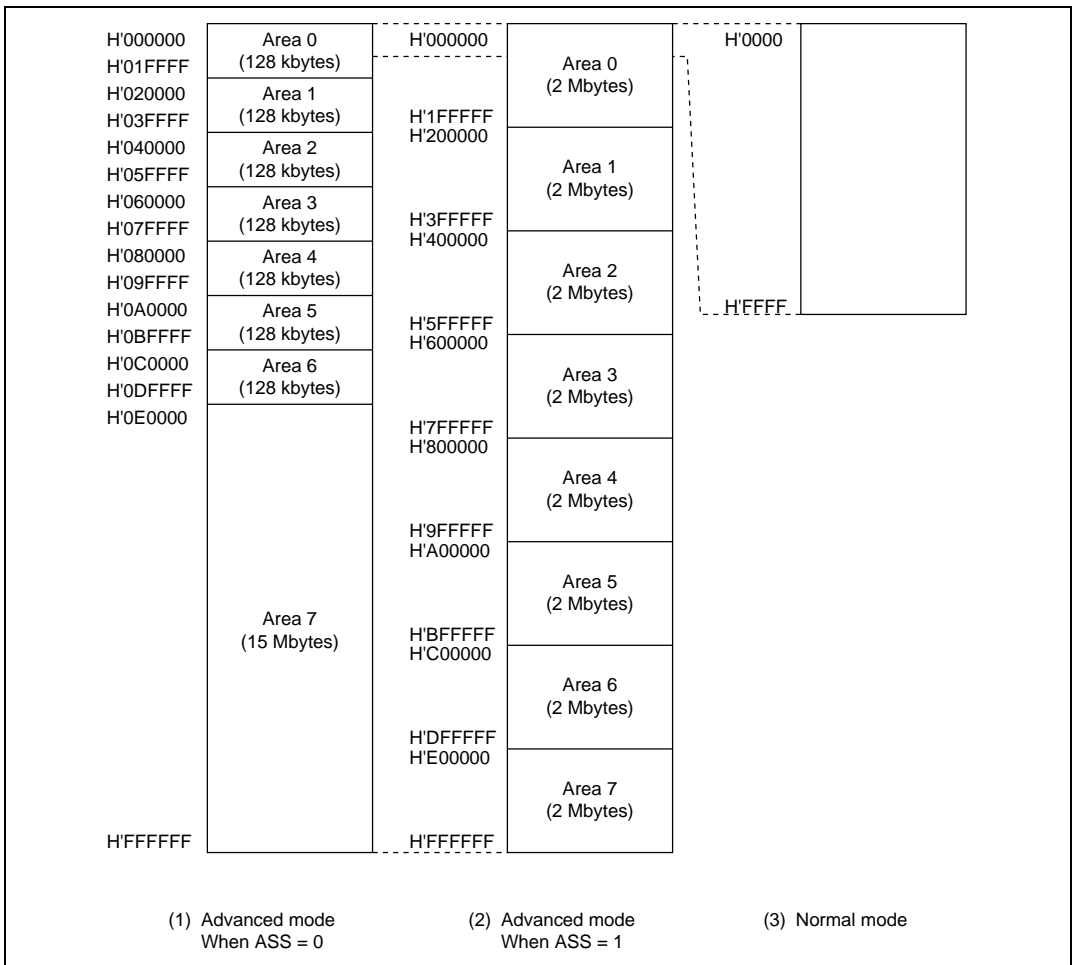 H'000000
Area 0
(128 kbytes)
H'01FFFF
H'020000
Area 1
(128 kbytes)
H'03FFFF
H'040000
Area 2
(128 kbytes)
H'05FFFF
H'060000
Area 3
(128 kbytes)
H'07FFFF
H'080000
Area 4
(128 kbytes)
H'09FFFF
H'0A0000
Area 5
(128 kbytes)
H'0BFFFF
H'0C0000
Area 6
(128 kbytes)
H'0DFFFF
H'0E0000
Area 7
(15 Mbytes)
H'FFFFFF
H'000000
Area 0
(2 Mbytes)
H'1FFFFF
H'200000
Area 1
(2 Mbytes)
H'3FFFFF
H'400000
Area 2
(2 Mbytes)
H'5FFFFF
H'600000
Area 3
(2 Mbytes)
H'7FFFFF
H'800000
Area 4
(2 Mbytes)
H'9FFFFF
H'A00000
Area 5
(2 Mbytes)
H'BFFFFF
H'C00000
Area 6
(2 Mbytes)
H'DFFFFF
H'E00000
Area 7
(2 Mbytes)
H'FFFFFF
H'0000
H'FFFF
(1) Advanced mode
When ASS = 0
(2) Advanced mode
When ASS = 1
(3) Normal mode